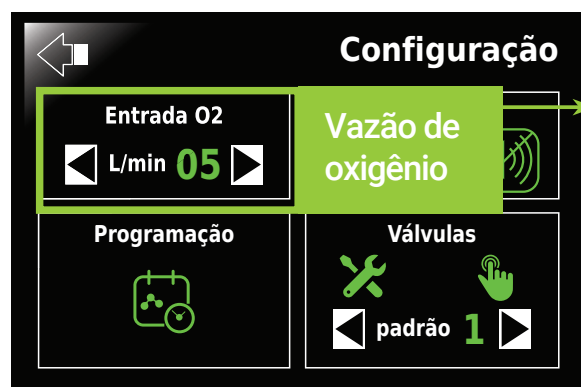 Configuração
Entrada O2
L/min 05
Vazão de
oxigênio
Programação
Válvulas
padrão 1